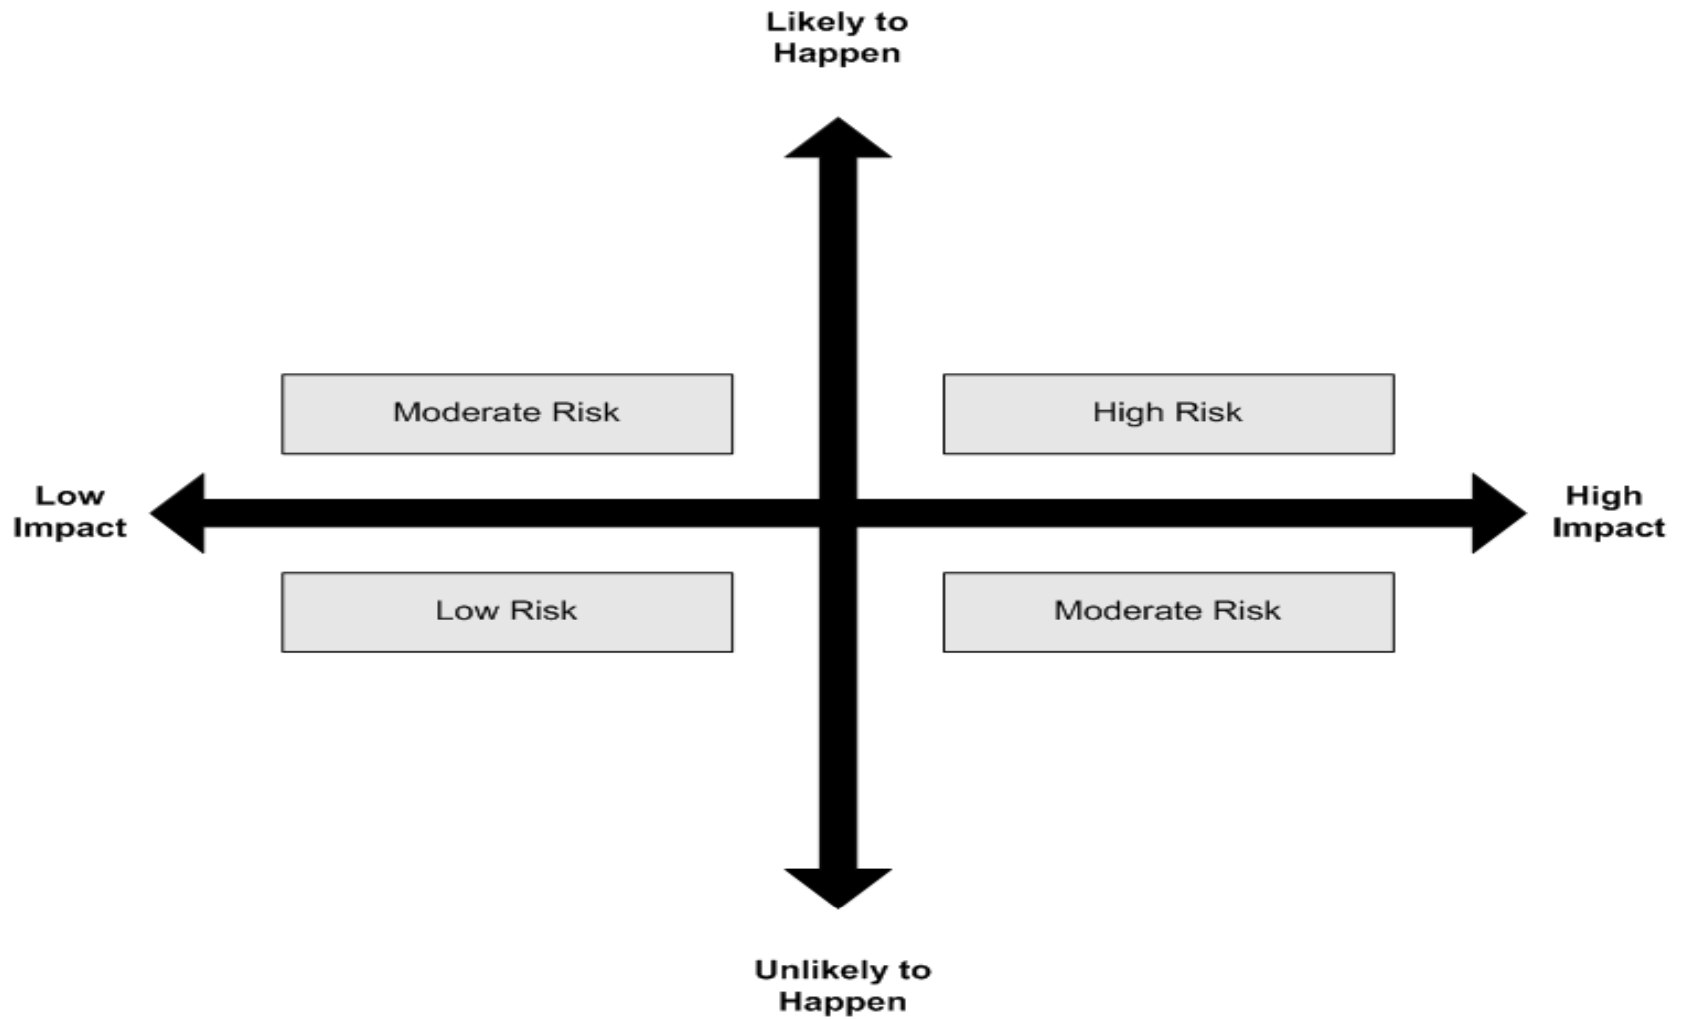 Likely to
Happen
Moderate Risk
High Risk
Low
Impact
High
Impact
Low Risk
Moderate Risk
Unlikely to
Happen